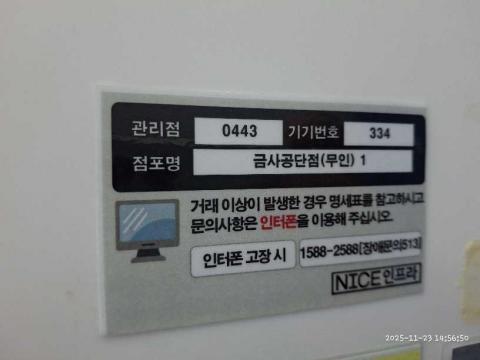 관리점 0443 기기번호 334
점포명 금사공단점(무인) 1
거래 이상이 발생한 경우 명세표를 참고하시고
문의사항은 인터폰을 이용해 주십시오.
인터폰 고장 시 1588-2588[장애문의513]
NICE인프라
2025-11-23 14:56:50